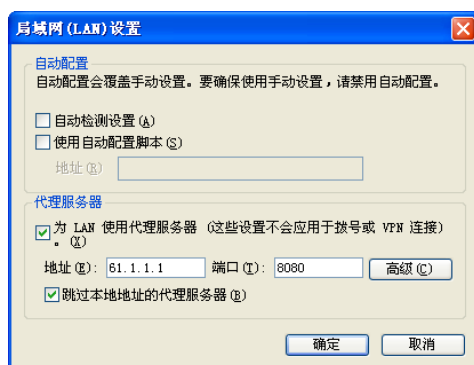 局域网(LAN)设置
自动配置
自动配置会覆盖手动设置。要确保使用手动设置，请禁用自动配置。
自动检测设置(A)
使用自动配置脚本(S)
地址(R)
代理服务器
为 LAN 使用代理服务器 (这些设置不会应用于拨号或 VPN 连接)
。(X)
地址(E): 61.1.1.1 端口(T): 8080 高级(C)
跳过本地地址的代理服务器(B)
确定 取消